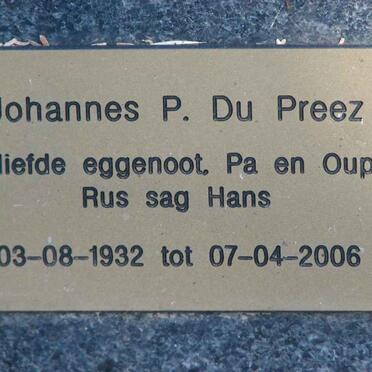 Johannes P. Du Preez
liefde eggenoot, Pa en Oup
Rus sag Hans
03-08-1932 tot 07-04-2006